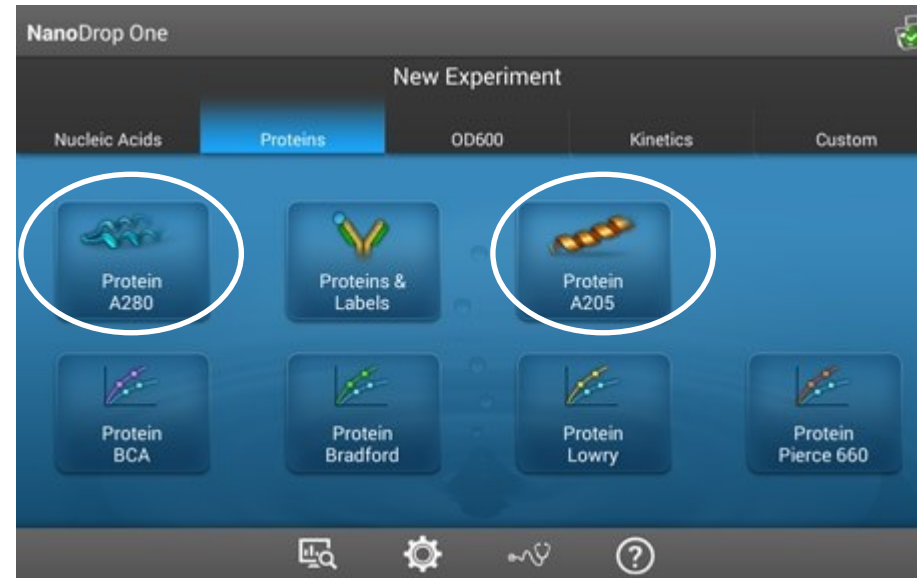 NanoDrop One
New Experiment
Nucleic Acids
Proteins
OD600
Kinetics
Custom
Protein
A280
Proteins &
Labels
Protein
A205
Protein
BCA
Protein
Bradford
Protein
Lowry
Protein
Pierce 660
?